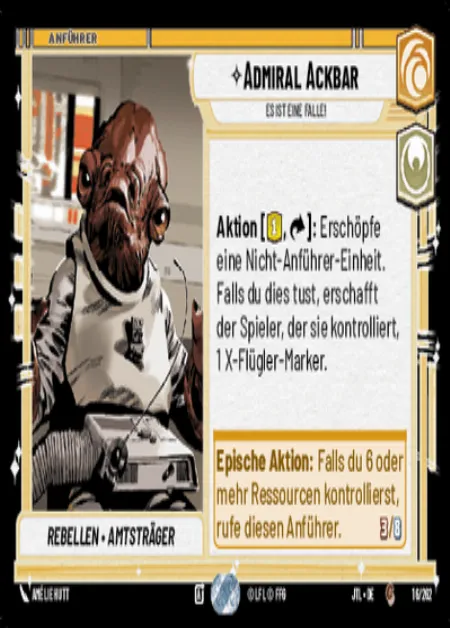 ANFÜHRER
ADMIRAL ACKBAR
ES IST EINE FALLE!
Aktion [1, ]: Erschöpfe
eine Nicht-Anführer-Einheit.
Falls du dies tust, erschafft
der Spieler, der sie kontrolliert,
1 X-Flügler-Marker.
Epische Aktion: Falls du 6 oder
mehr Ressourcen kontrollierst,
rufe diesen Anführer. 3/8
REBELLEN • AMTSTRÄGER
AMÉLIE HUTT
© LFL © FFG
JTL • DE
16/262